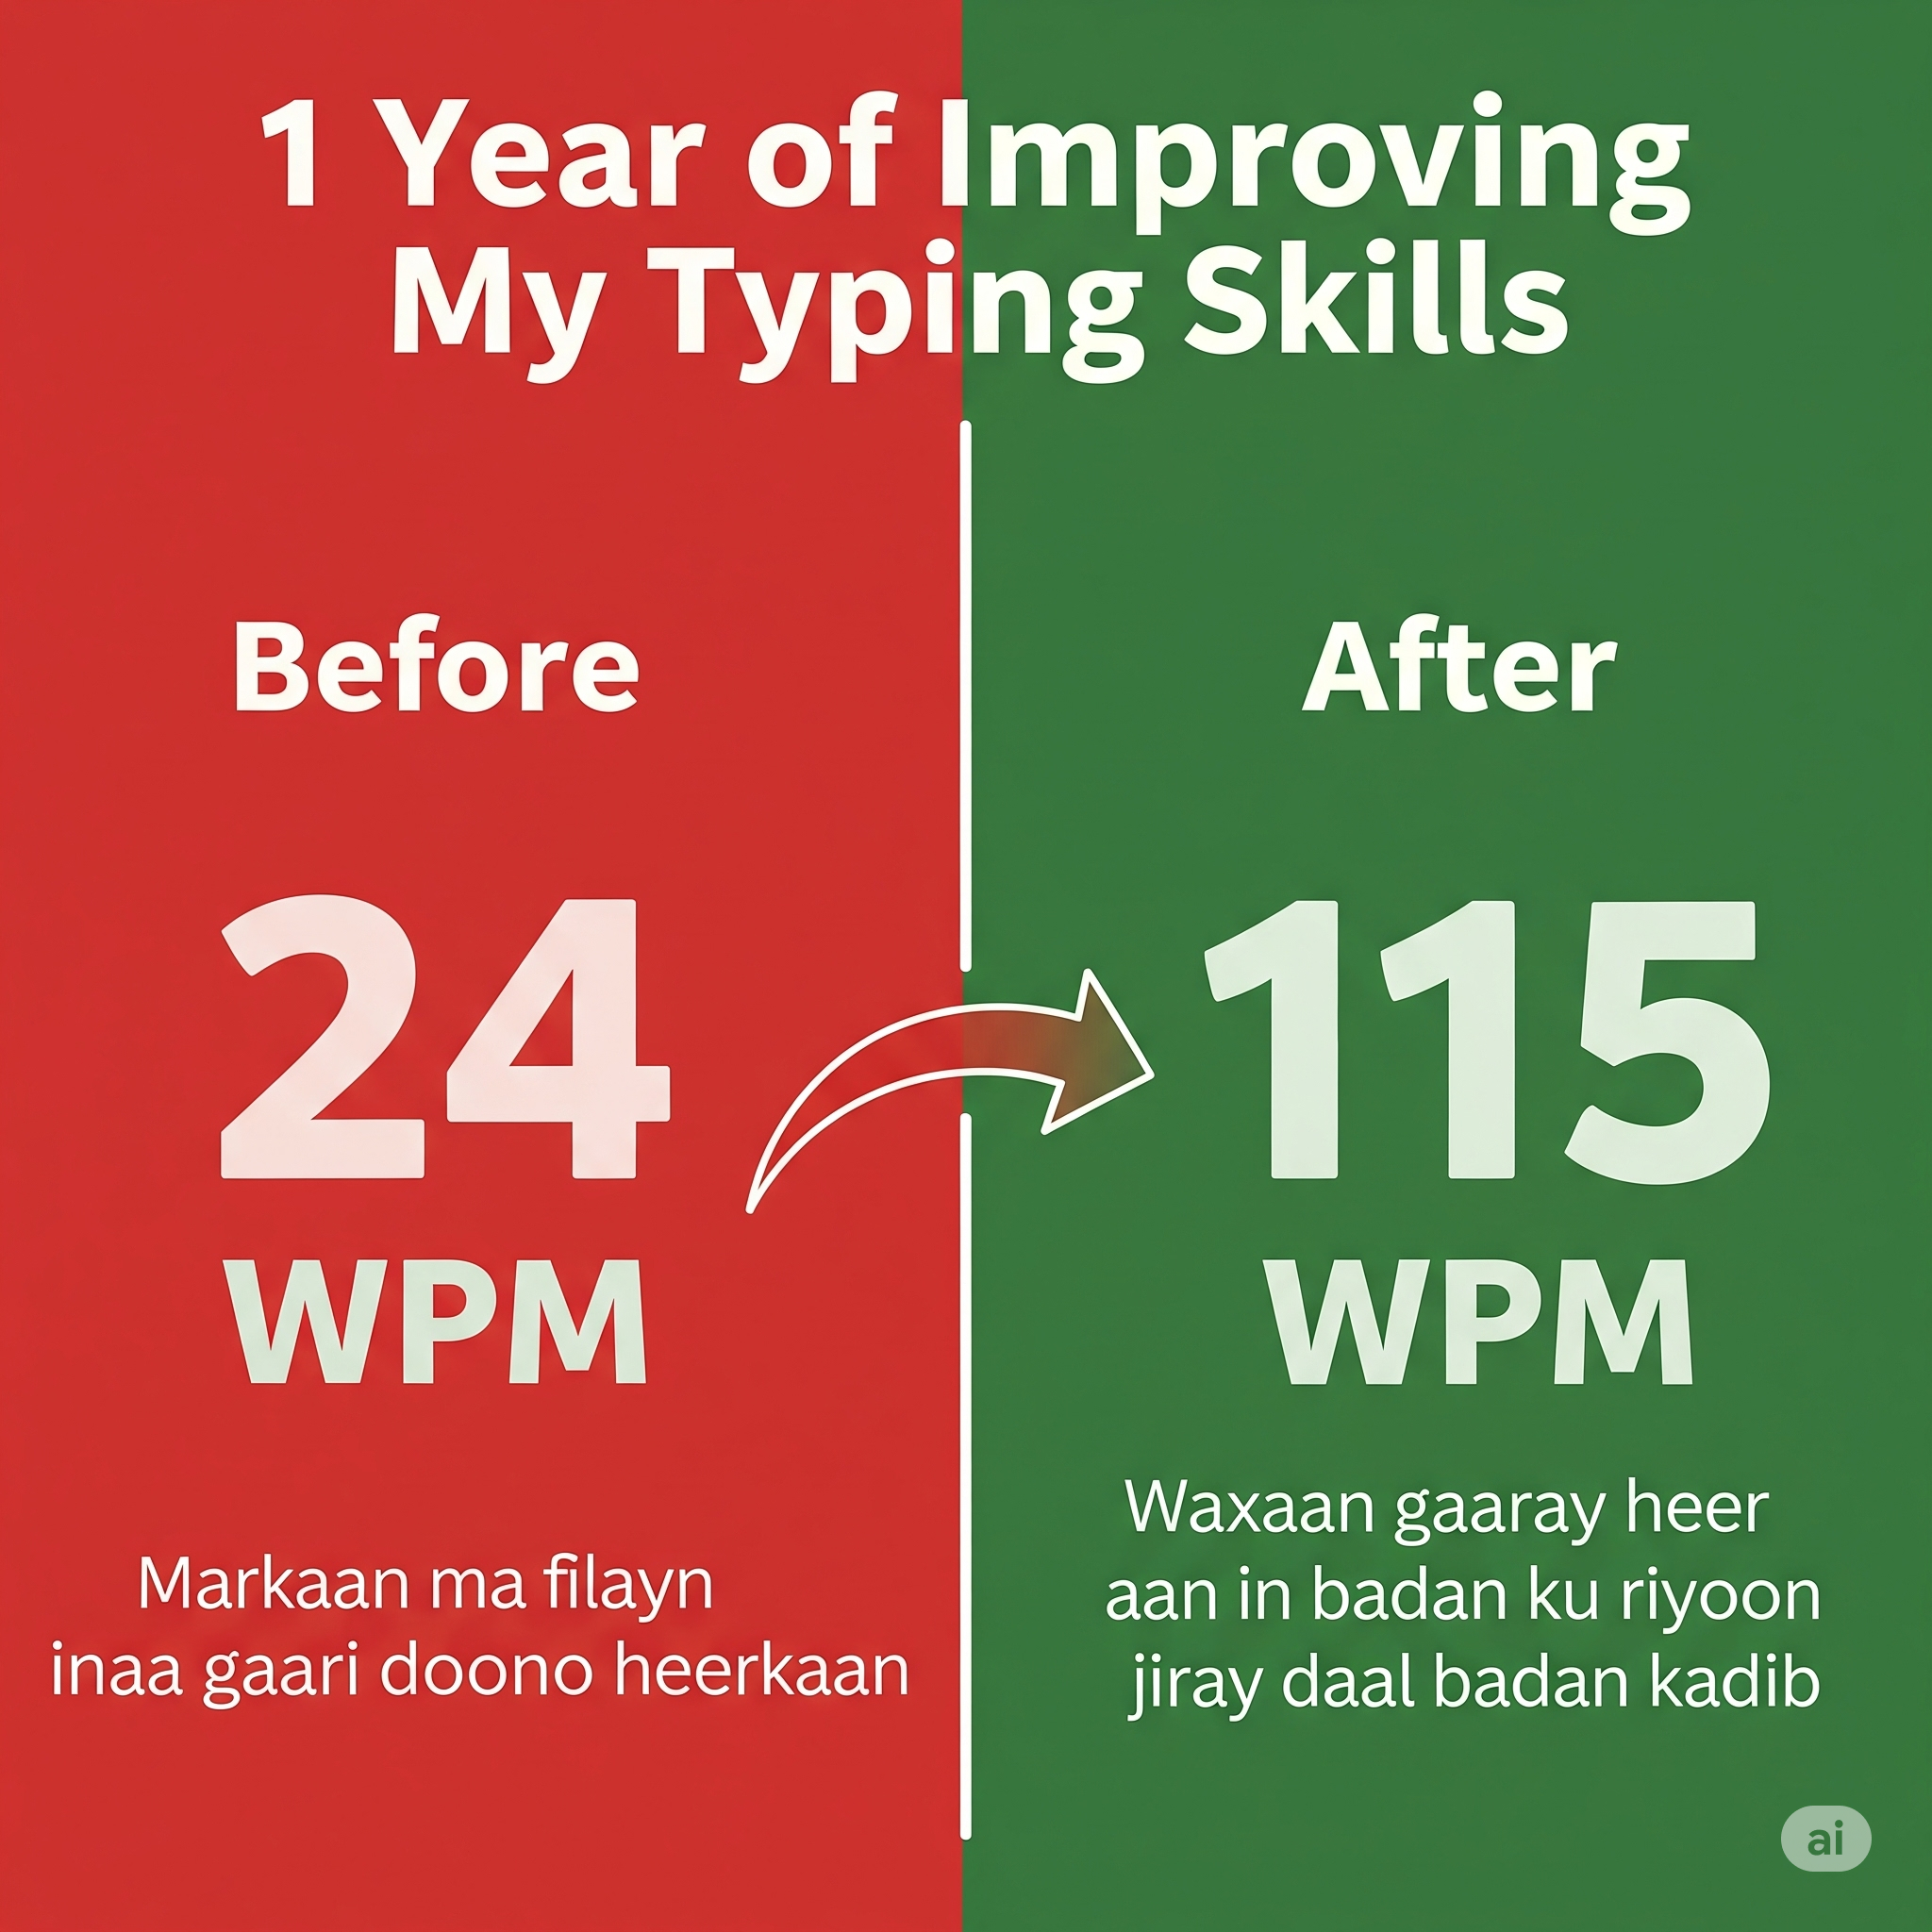 1 Year of Improving
My Typing Skills
Before
After
24
115
WPM
WPM
Markaan ma filayn
inaa gaari doono heerkaan
Waxaan gaaray heer
aan in badan ku riyoon
jiray daal badan kadib
ai